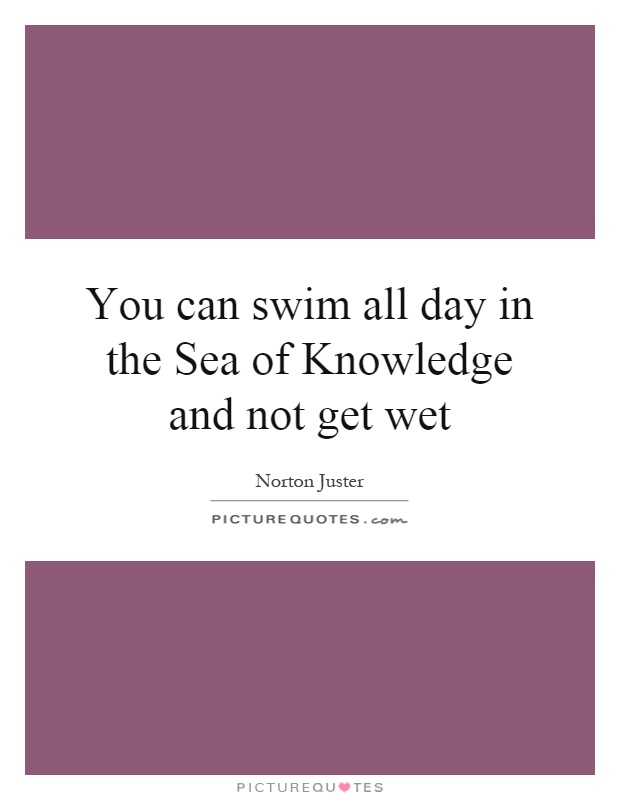 You can swim all day in
the Sea of Knowledge
and not get wet
Norton Juster
PICTUREQUOTES.com
PICTUREQUOTES